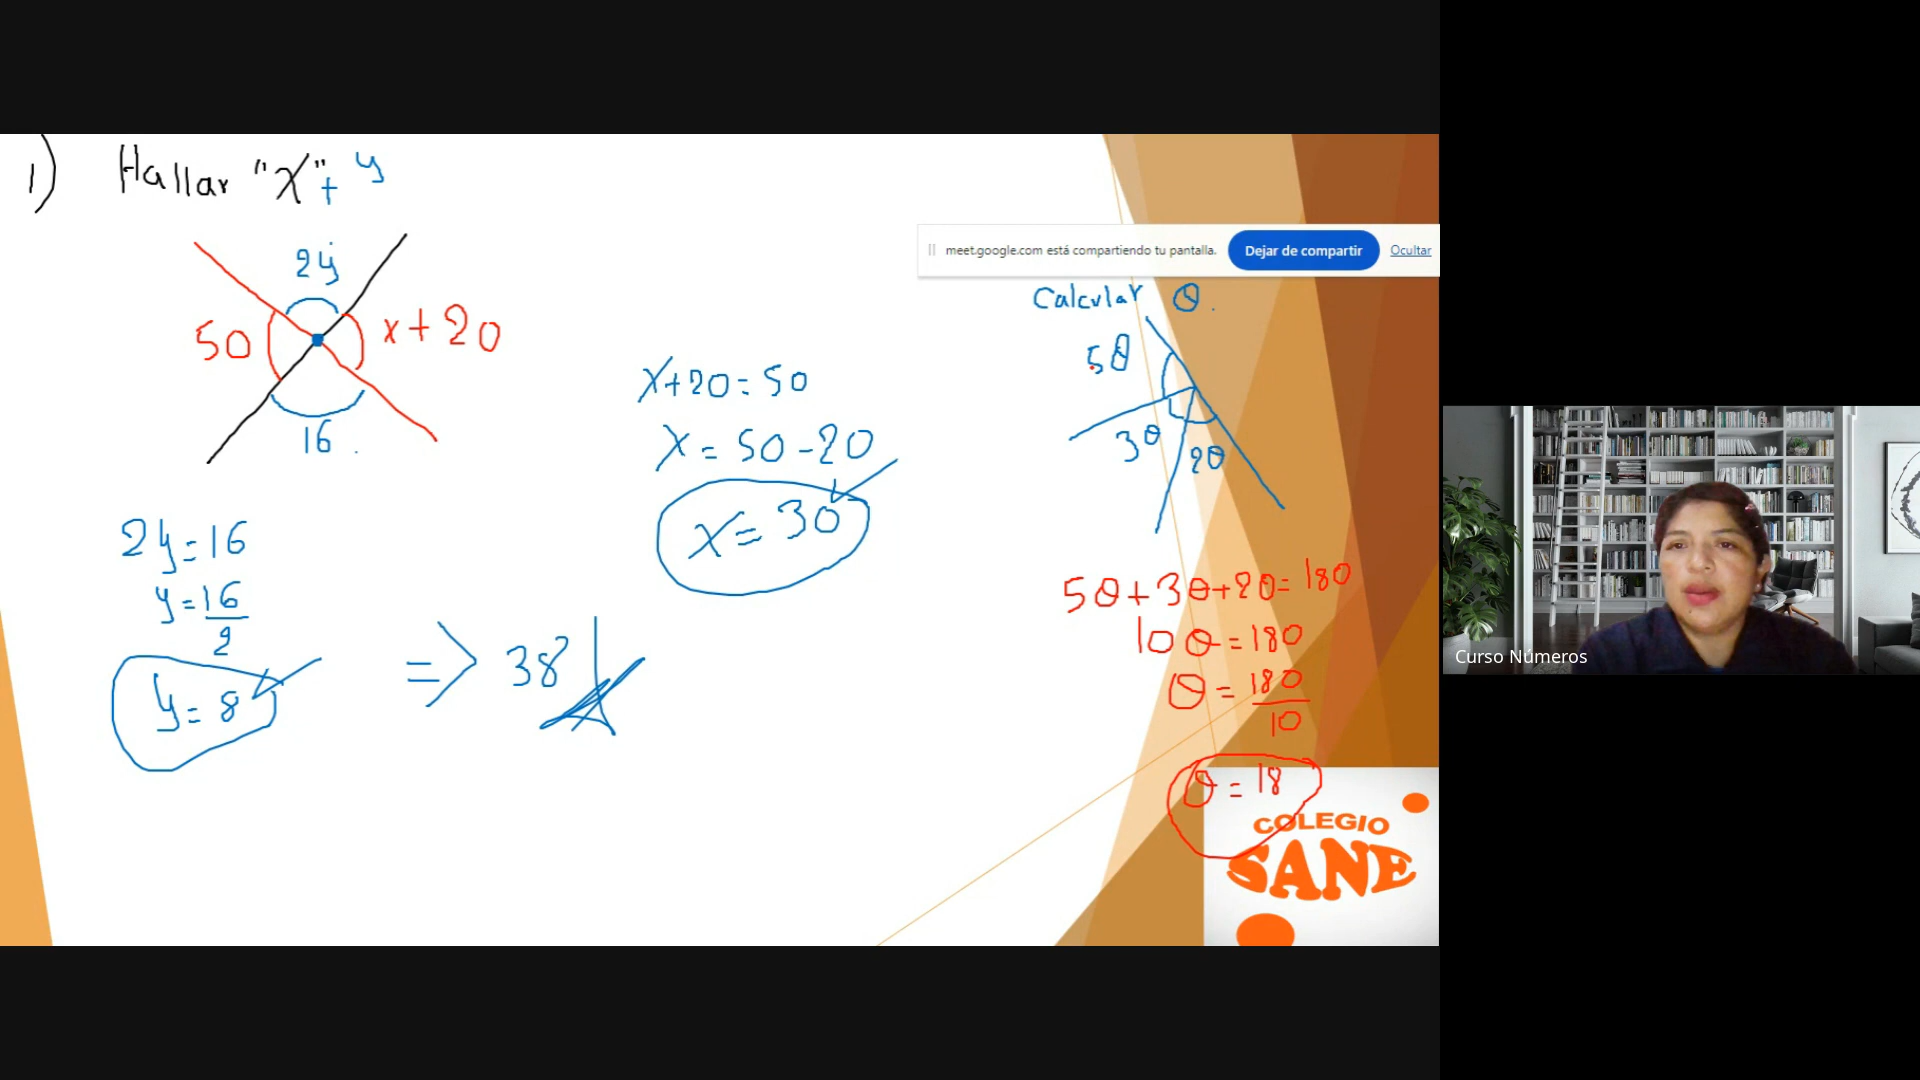 1) Hallar "x" + y
2y
50
x+20
16.
x+20=50
x=50-20
x=30
2y=16
y=16/2
y=8
=> 38
meet.google.com está compartiendo tu pantalla.
Dejar de compartir
Ocultar
Calcular θ.
5θ
3θ
2θ
5θ+3θ+2θ=180
10θ=180
θ=180/10
θ=18
COLEGIO
SANE
Curso Números